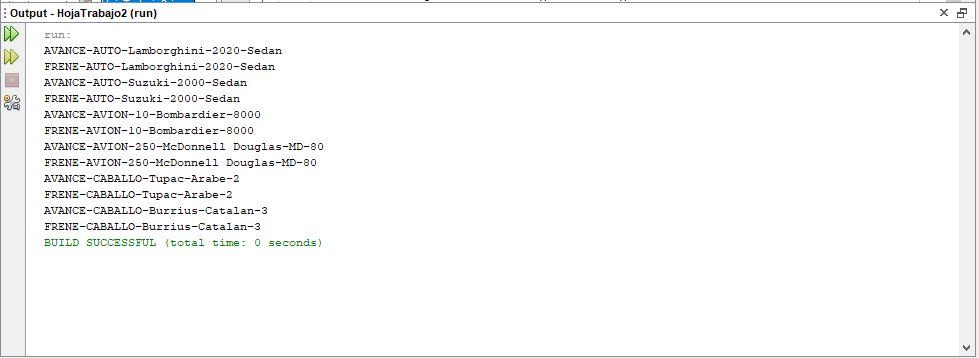 Output - HojaTrabajo2 (run)
run:
AVANCE-AUTO-Lamborghini-2020-Sedan
FRENE-AUTO-Lamborghini-2020-Sedan
AVANCE-AUTO-Suzuki-2000-Sedan
FRENE-AUTO-Suzuki-2000-Sedan
AVANCE-AVION-10-Bombardier-8000
FRENE-AVION-10-Bombardier-8000
AVANCE-AVION-250-McDonnell Douglas-MD-80
FRENE-AVION-250-McDonnell Douglas-MD-80
AVANCE-CABALLO-Tupac-Arabe-2
FRENE-CABALLO-Tupac-Arabe-2
AVANCE-CABALLO-Burrius-Catalan-3
FRENE-CABALLO-Burrius-Catalan-3
BUILD SUCCESSFUL (total time: 0 seconds)